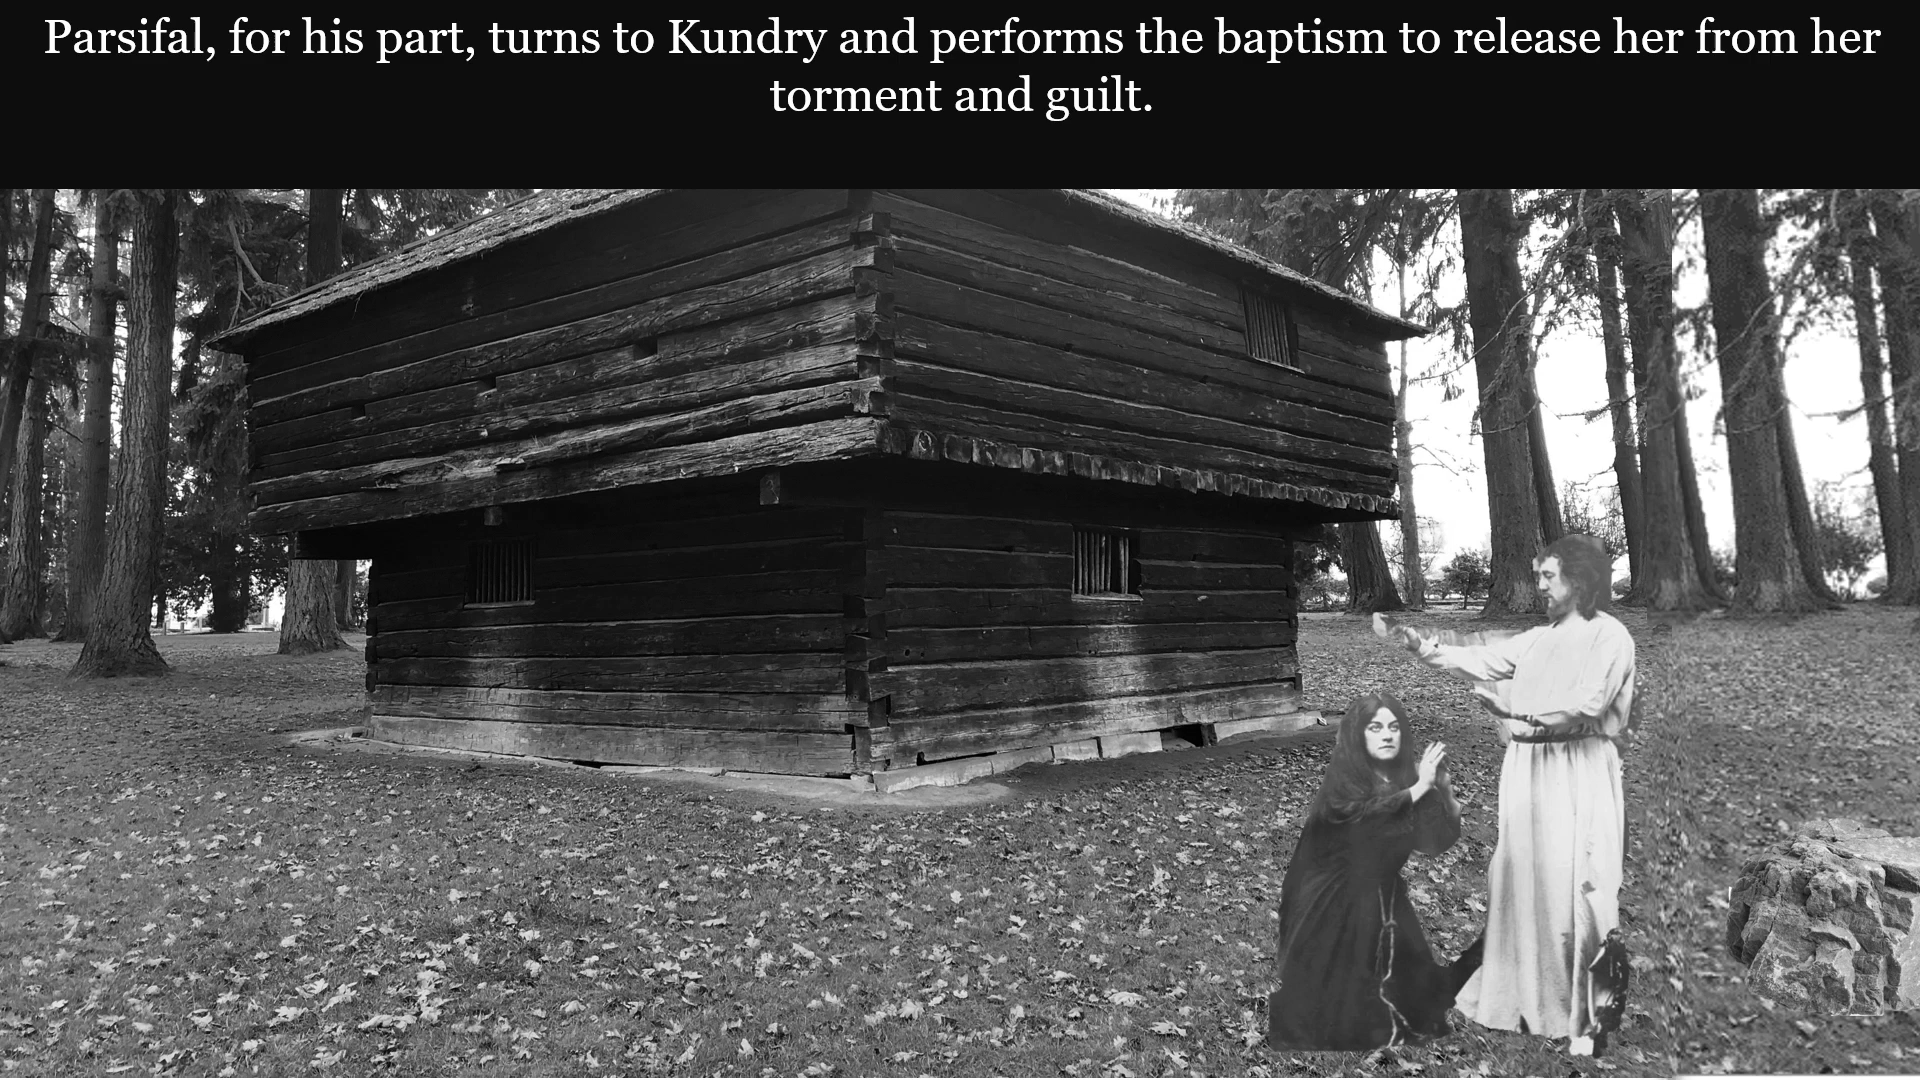 Parsifal, for his part, turns to Kundry and performs the baptism to release her from her
torment and guilt.